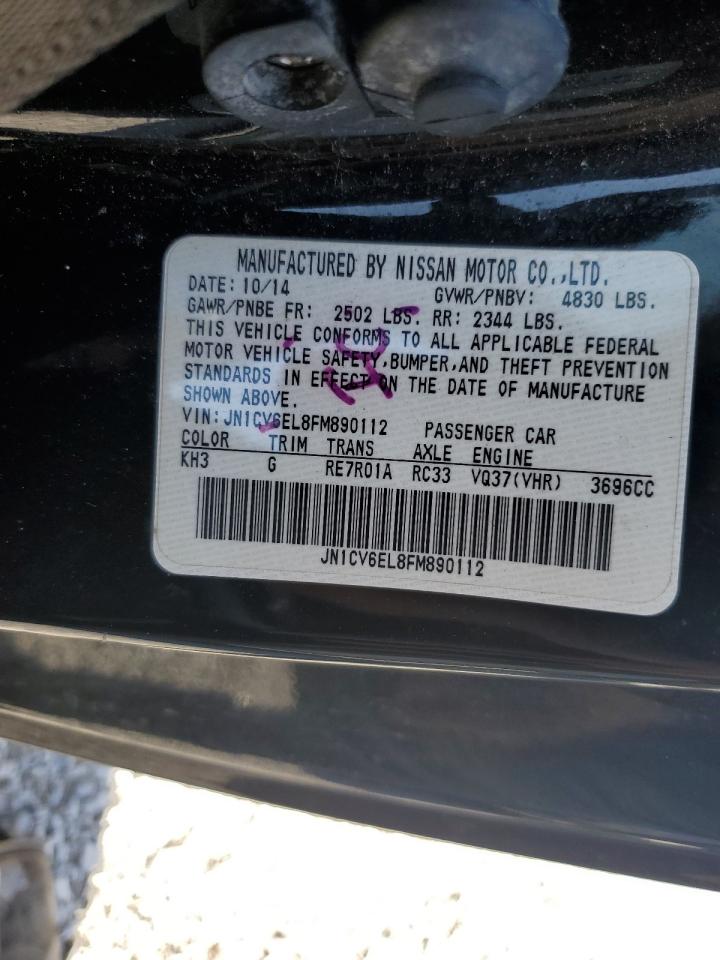 MANUFACTURED BY NISSAN MOTOR CO.,LTD.
DATE: 10/14 GVWR/PNBV: 4830 LBS.
GAWR/PNBE FR: 2502 LBS. RR: 2344 LBS.
THIS VEHICLE CONFORMS TO ALL APPLICABLE FEDERAL
MOTOR VEHICLE SAFETY,BUMPER,AND THEFT PREVENTION
STANDARDS IN EFFECT ON THE DATE OF MANUFACTURE
SHOWN ABOVE.
VIN: JN1CV6EL8FM890112 PASSENGER CAR
COLOR TRIM TRANS AXLE ENGINE
KH3 G RE7R01A RC33 VQ37(VHR) 3696CC
JN1CV6EL8FM890112